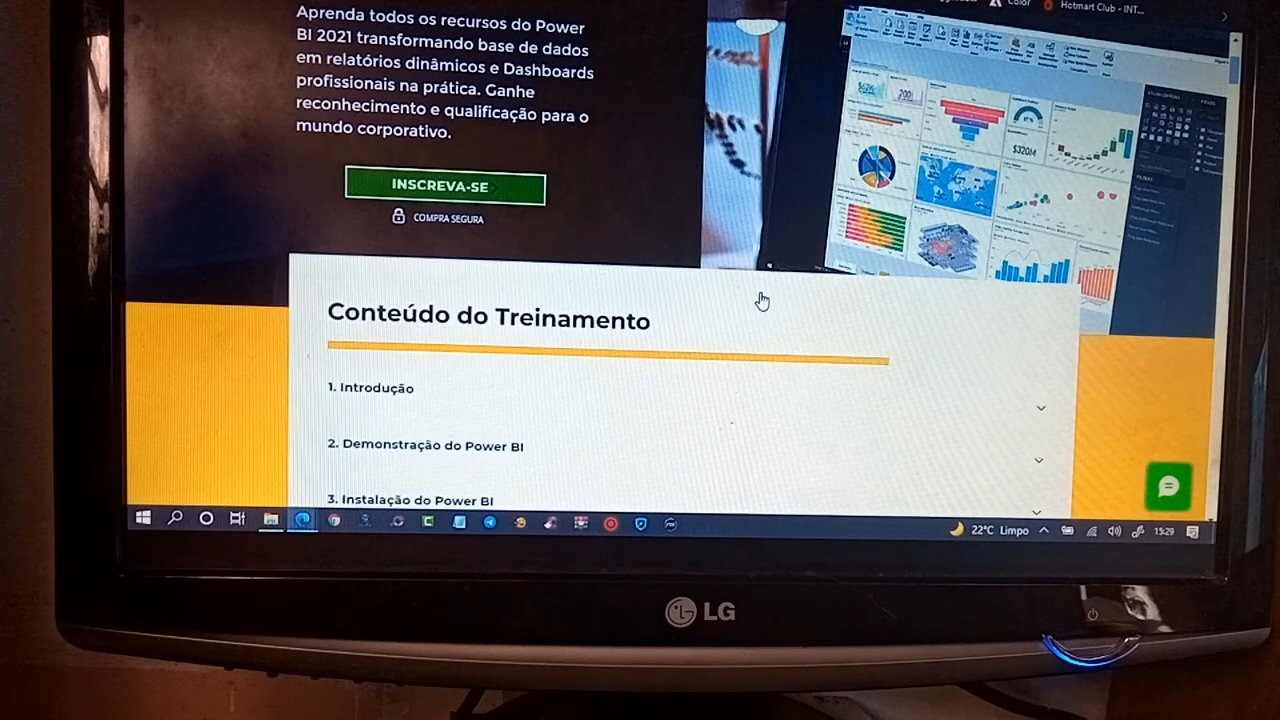 Color
Hotmart Club - INT...
Aprenda todos os recursos do Power
BI 2021 transformando base de dados
em relatórios dinâmicos e Dashboards
profissionais na prática. Ganhe
reconhecimento e qualificação para o
mundo corporativo.
INSCREVA-SE
COMPRA SEGURA
$320M
Conteúdo do Treinamento
1. Introdução
2. Demonstração do Power BI
3. Instalação do Power BI
22°C Limpo
15:29
LG